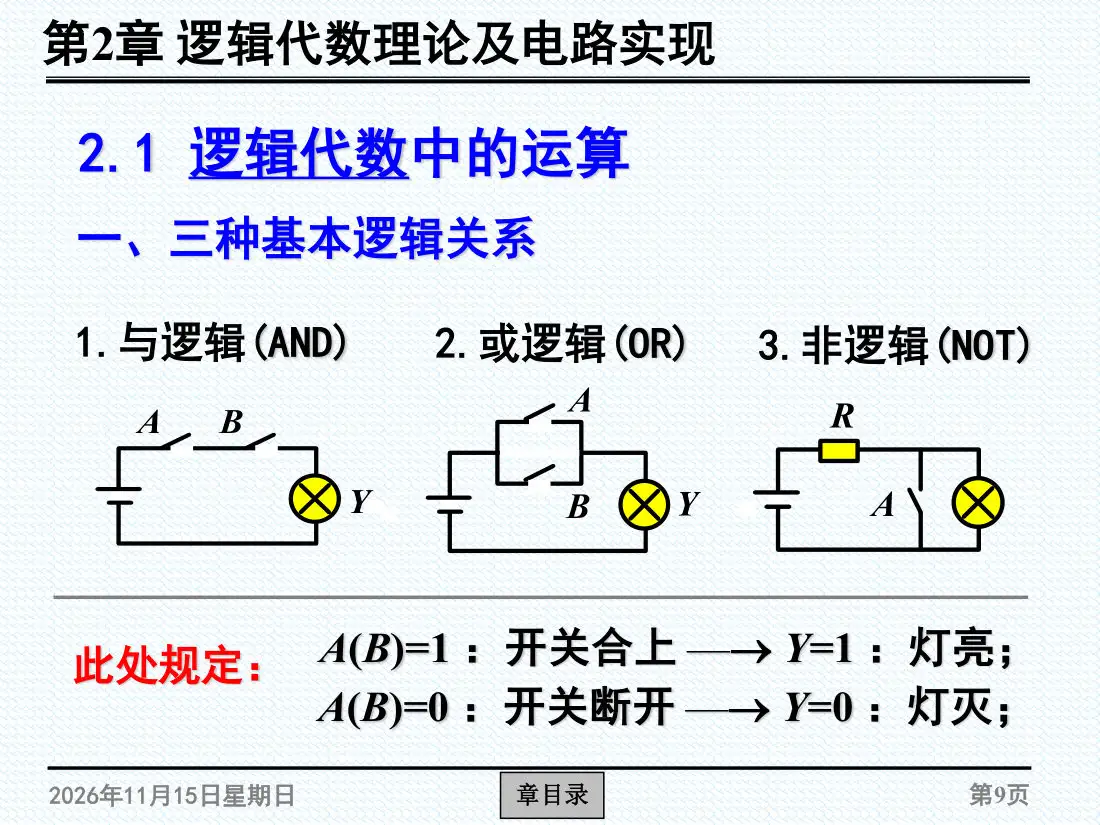 第2章 逻辑代数理论及电路实现
2.1 逻辑代数中的运算
一、三种基本逻辑关系
1.与逻辑(AND)
2.或逻辑(OR)
3.非逻辑(NOT)
A B
Y
A
B
Y
R
A
此处规定：
A(B)=1：开关合上 —→ Y=1：灯亮；
A(B)=0：开关断开 —→ Y=0：灯灭；
2026年11月15日星期日
章目录
第9页